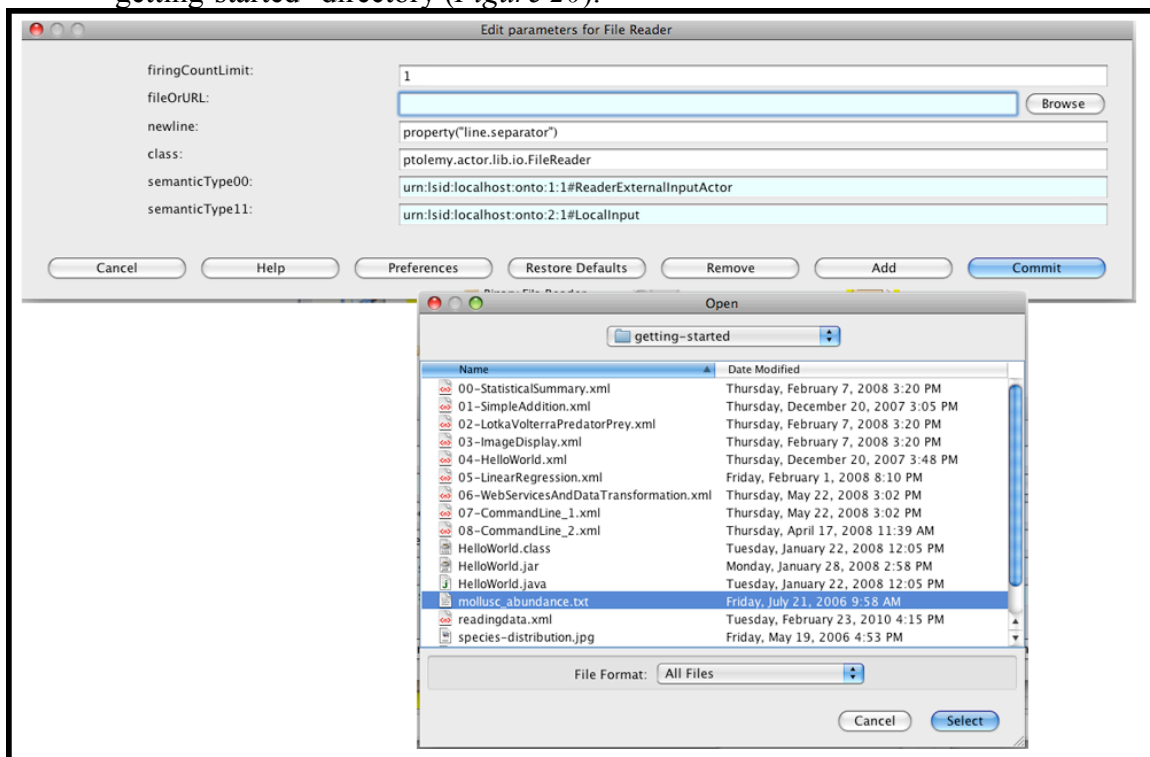 getting-started" directory (Figure 20).
Edit parameters for File Reader
firingCountLimit: 1
fileOrURL: Browse
newline: property("line.separator")
class: ptolemy.actor.lib.io.FileReader
semanticType00: urn:lsid:localhost:onto:1:1#ReaderExternalInputActor
semanticType11: urn:lsid:localhost:onto:2:1#LocalInput
Cancel Help Preferences Restore Defaults Remove Add Commit
Binary File Reader
Open
getting-started
Name Date Modified
00-StatisticalSummary.xml Thursday, February 7, 2008 3:20 PM
01-SimpleAddition.xml Thursday, December 20, 2007 3:05 PM
02-LotkaVolterraPredatorPrey.xml Thursday, February 7, 2008 3:20 PM
03-ImageDisplay.xml Thursday, February 7, 2008 3:20 PM
04-HelloWorld.xml Thursday, December 20, 2007 3:48 PM
05-LinearRegression.xml Friday, February 1, 2008 8:10 PM
06-WebServicesAndDataTransformation.xml Thursday, May 22, 2008 3:02 PM
07-CommandLine_1.xml Thursday, May 22, 2008 3:02 PM
08-CommandLine_2.xml Thursday, April 17, 2008 11:39 AM
HelloWorld.class Tuesday, January 22, 2008 12:05 PM
HelloWorld.jar Monday, January 28, 2008 2:58 PM
HelloWorld.java Tuesday, January 22, 2008 12:05 PM
mollusc_abundance.txt Friday, July 21, 2006 9:58 AM
readingdata.xml Tuesday, February 23, 2010 4:15 PM
species-distribution.jpg Friday, May 19, 2006 4:53 PM
File Format: All Files
Cancel Select